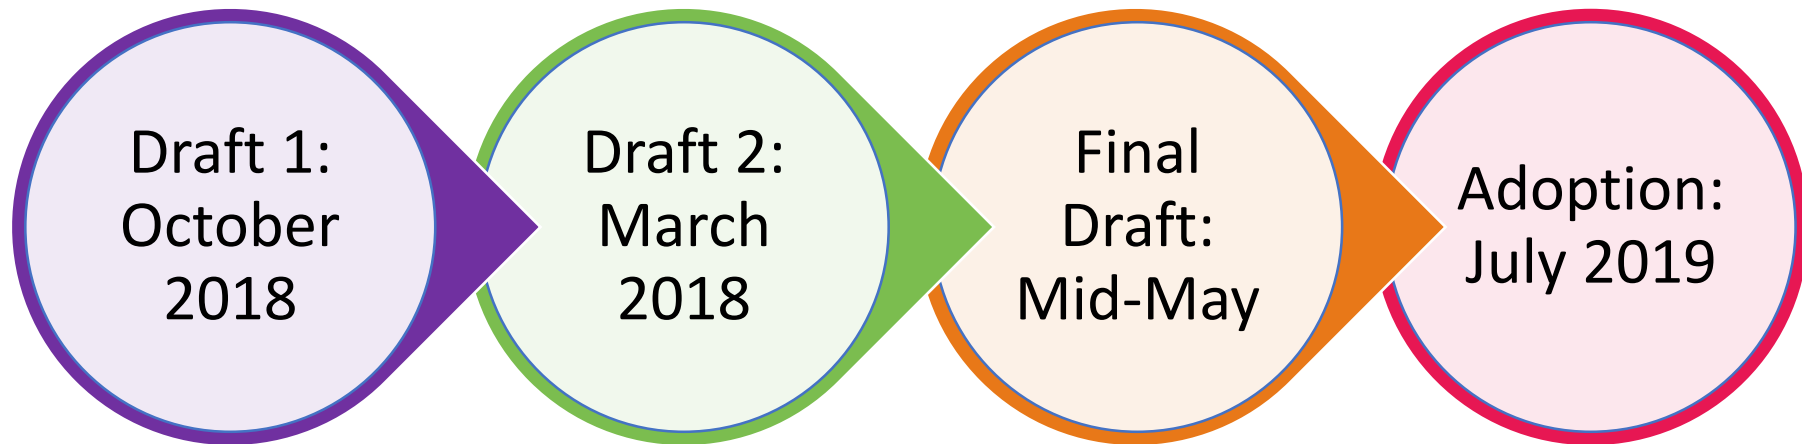 Draft 1:
October
2018
Draft 2:
March
2018
Final
Draft:
Mid-May
Adoption:
July 2019